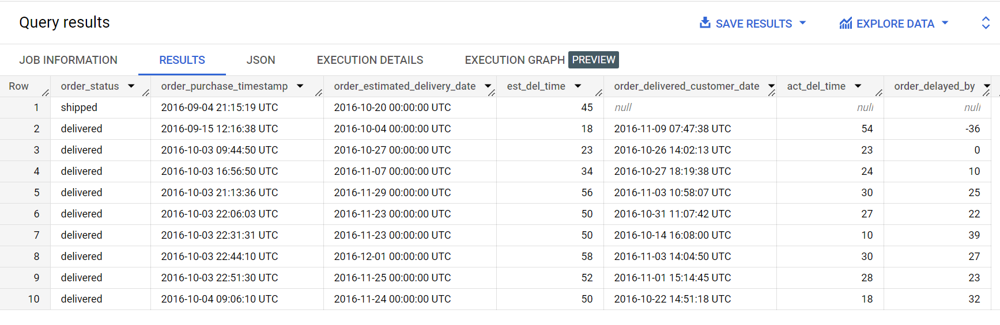 Query results SAVE RESULTS EXPLORE DATA
JOB INFORMATION RESULTS JSON EXECUTION DETAILS EXECUTION GRAPH PREVIEW
Row order_status order_purchase_timestamp order_estimated_delivery_date est_del_time order_delivered_customer_date act_del_time order_delayed_by
1 shipped 2016-09-04 21:15:19 UTC 2016-10-20 00:00:00 UTC 45 null null null
2 delivered 2016-09-15 12:16:38 UTC 2016-10-04 00:00:00 UTC 18 2016-11-09 07:47:38 UTC 54 -36
3 delivered 2016-10-03 09:44:50 UTC 2016-10-27 00:00:00 UTC 23 2016-10-26 14:02:13 UTC 23 0
4 delivered 2016-10-03 16:56:50 UTC 2016-11-07 00:00:00 UTC 34 2016-10-27 18:19:38 UTC 24 10
5 delivered 2016-10-03 21:13:36 UTC 2016-11-29 00:00:00 UTC 56 2016-11-03 10:58:07 UTC 30 25
6 delivered 2016-10-03 22:06:03 UTC 2016-11-23 00:00:00 UTC 50 2016-10-31 11:07:42 UTC 27 22
7 delivered 2016-10-03 22:31:31 UTC 2016-11-23 00:00:00 UTC 50 2016-10-14 16:08:00 UTC 10 39
8 delivered 2016-10-03 22:44:10 UTC 2016-12-01 00:00:00 UTC 58 2016-11-03 14:04:50 UTC 30 27
9 delivered 2016-10-03 22:51:30 UTC 2016-11-25 00:00:00 UTC 52 2016-11-01 15:14:45 UTC 28 23
10 delivered 2016-10-04 09:06:10 UTC 2016-11-24 00:00:00 UTC 50 2016-10-22 14:51:18 UTC 18 32